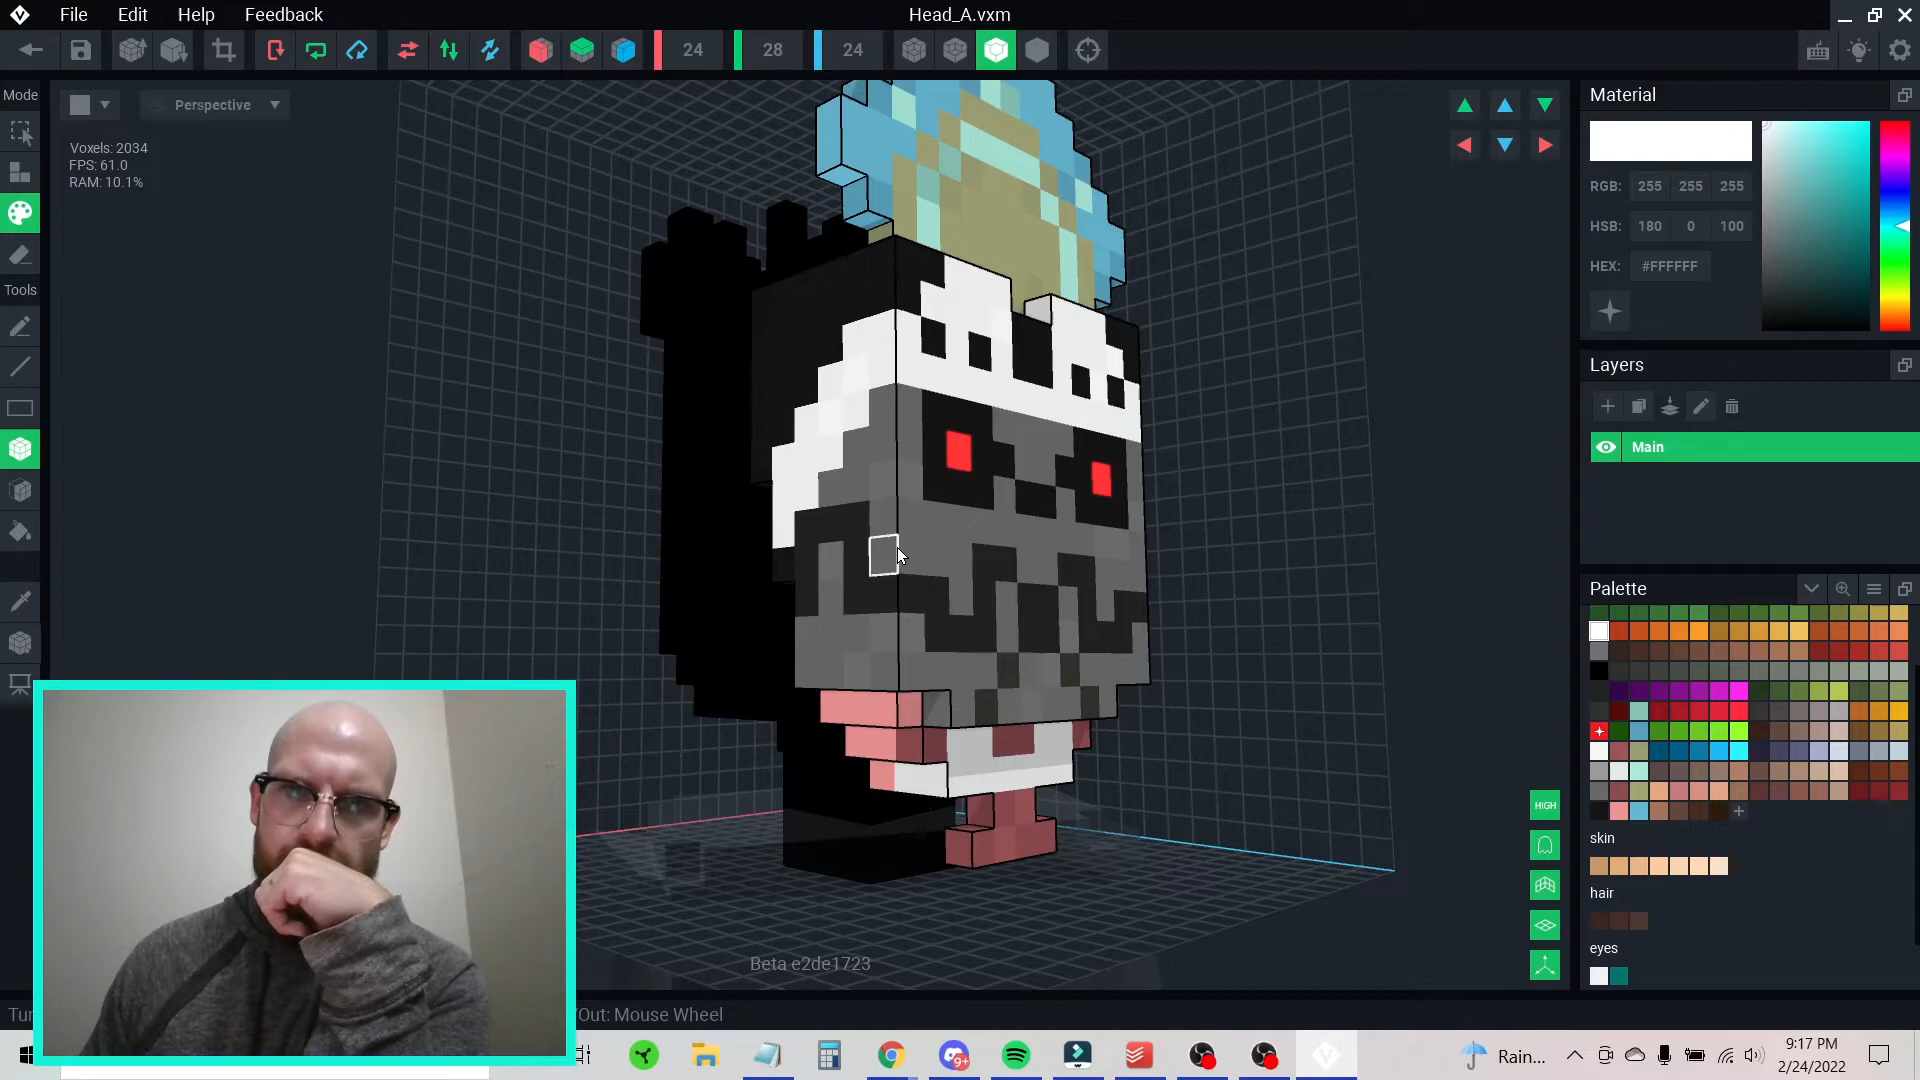 File Edit Help Feedback Head_A.vxm
24 28 24
Mode
Perspective
Voxels: 2034
FPS: 61.0
RAM: 10.1%
Tools
Material
RGB: 255 255 255
HSB: 180 0 100
HEX: #FFFFFF
Layers
Main
Palette
HIGH
skin
hair
eyes
Beta e2de1723
/Out: Mouse Wheel
9+
Rain...
9:17 PM
2/24/2022